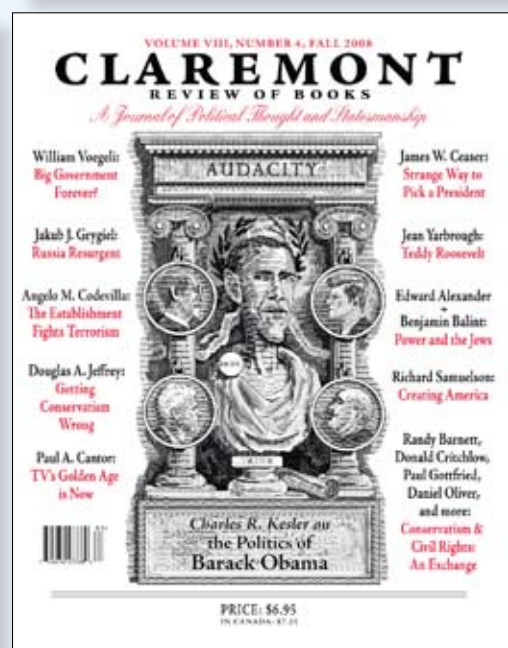 VOLUME VIII, NUMBER 4, FALL 2008
CLAREMONT
REVIEW OF BOOKS
A Journal of Political Thought and Statesmanship
William Voegeli:
Big Government
Forever?
Jakub J. Grygiel:
Russia Resurgent
Angelo M. Codevilla:
The Establishment
Fights Terrorism
Douglas A. Jeffrey:
Getting
Conservatism
Wrong
Paul A. Cantor:
TV's Golden Age
is Now
AUDACITY
Charles R. Kesler on
the Politics of
Barack Obama
James W. Ceaser:
Strange Way to
Pick a President
Jean Yarbrough:
Teddy Roosevelt
Edward Alexander
+
Benjamin Balint:
Power and the Jews
Richard Samuelson:
Creating America
Randy Barnett,
Donald Critchlow,
Paul Gottfried,
Daniel Oliver,
and more:
Conservatism &
Civil Rights:
An Exchange
PRICE: $6.95
IN CANADA: